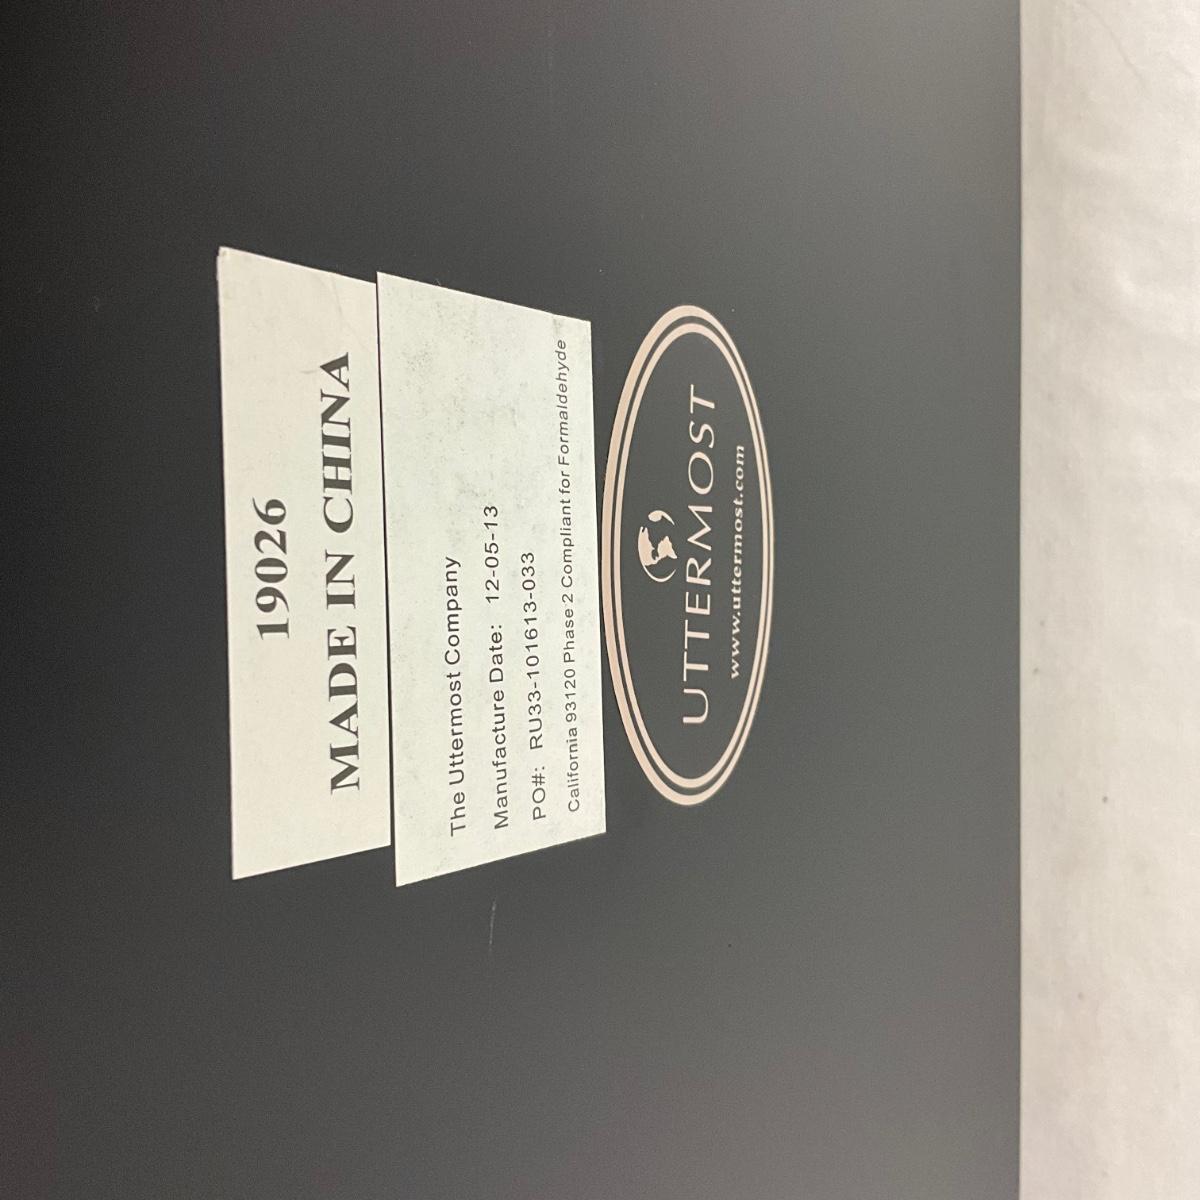 19026
MADE IN CHINA
The Uttermost Company
Manufacture Date: 12-05-13
PO#: RU33-101613-033
California 93120 Phase 2 Compliant for Formaldehyde
UTTERMOST
www.uttermost.com